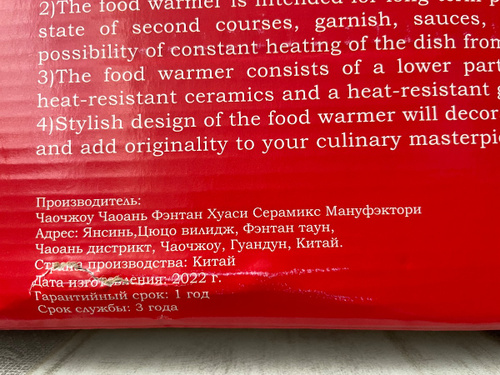 2)The food warmer is intended for long term
state of second courses, garnish, sauces,
possibility of constant heating of the dish from
3)The food warmer consists of a lower part
heat-resistant ceramics and a heat-resistant
4)Stylish design of the food warmer will decor
and add originality to your culinary masterpie
Производитель:
Чаочжоу Чаоань Фэнтан Хуаси Серамикс Мануфэктори
Адрес: Янсинь,Цюцо вилидж, Фэнтан таун,
Чаоань дистрикт, Чаочжоу, Гуандун, Китай.
Страна производства: Китай
Дата изготовления: 2022 г.
Гарантийный срок: 1 год
Срок службы: 3 года